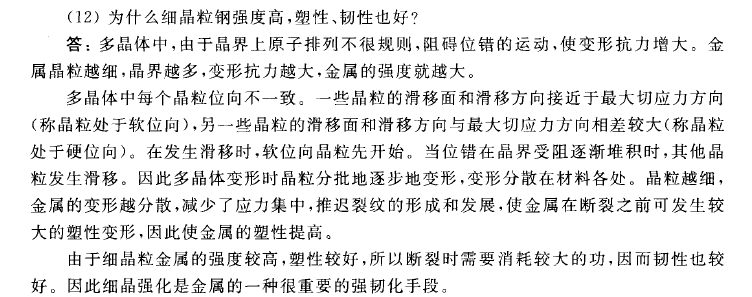 (12) 为什么细晶粒钢强度高,塑性、韧性也好?
答:多晶体中,由于晶界上原子排列不很规则,阻碍位错的运动,使变形抗力增大。金
属晶粒越细,晶界越多,变形抗力越大,金属的强度就越大。
多晶体中每个晶粒位向不一致。一些晶粒的滑移面和滑移方向接近于最大切应力方向
(称晶粒处于软位向),另一些晶粒的滑移面和滑移方向与最大切应力方向相差较大(称晶粒
处于硬位向)。在发生滑移时,软位向晶粒先开始。当位错在晶界受阻逐渐堆积时,其他晶
粒发生滑移。因此多晶体变形时晶粒分批地逐步地变形,变形分散在材料各处。晶粒越细,
金属的变形越分散,减少了应力集中,推迟裂纹的形成和发展,使金属在断裂之前可发生较
大的塑性变形,因此使金属的塑性提高。
由于细晶粒金属的强度较高,塑性较好,所以断裂时需要消耗较大的功,因而韧性也较
好。因此细晶强化是金属的一种很重要的强韧化手段。